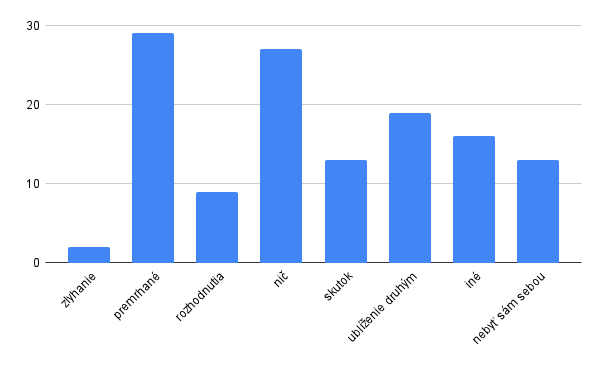 30
20
10
0
zlyhanie
premrhané
rozhodnutia
nič
skutok
ublíženie druhým
iné
nebyť sám sebou